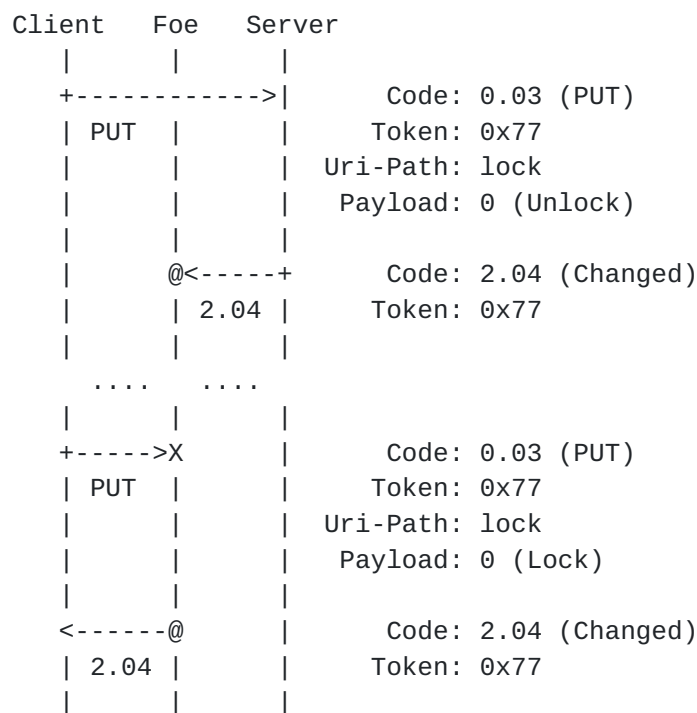 Client   Foe   Server
   |      |      |
   +------------>|      Code: 0.03 (PUT)
   | PUT  |      |     Token: 0x77
   |      |      |  Uri-Path: lock
   |      |      |   Payload: 0 (Unlock)
   |      |      |
   |      @<-----+      Code: 2.04 (Changed)
   |      | 2.04 |     Token: 0x77
   |      |      |
     ....   ....
   |      |      |
   +----->X      |      Code: 0.03 (PUT)
   | PUT  |      |     Token: 0x77
   |      |      |  Uri-Path: lock
   |      |      |   Payload: 0 (Lock)
   |      |      |
   <------@      |      Code: 2.04 (Changed)
   | 2.04 |      |     Token: 0x77
   |      |      |